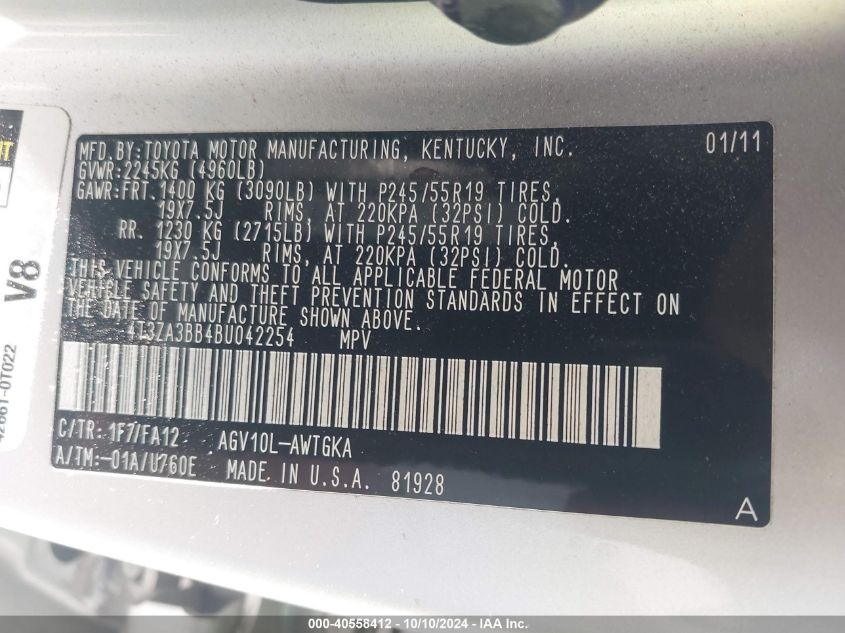 MFD.BY:TOYOTA MOTOR MANUFACTURING, KENTUCKY, INC. 01/11
GVWR:2245KG (4960LB)
GAWR:FRT. 1400 KG (3090LB) WITH P245/55R19 TIRES,
19X7.5J RIMS, AT 220KPA (32PSI) COLD.
RR. 1230 KG (2715LB) WITH P245/55R19 TIRES,
19X7.5J RIMS, AT 220KPA (32PSI) COLD.
THIS VEHICLE CONFORMS TO ALL APPLICABLE FEDERAL MOTOR
VEHICLE SAFETY AND THEFT PREVENTION STANDARDS IN EFFECT ON
THE DATE OF MANUFACTURE SHOWN ABOVE.
4T3ZA3BB4BU042254 MPV
C/TR: 1F7/FA12 AGV10L-AWTGKA
A/TM:-01A/U760E MADE IN U.S.A. 81928
A
V8
42661-0T022
000-40558412 - 10/10/2024 - IAA Inc.